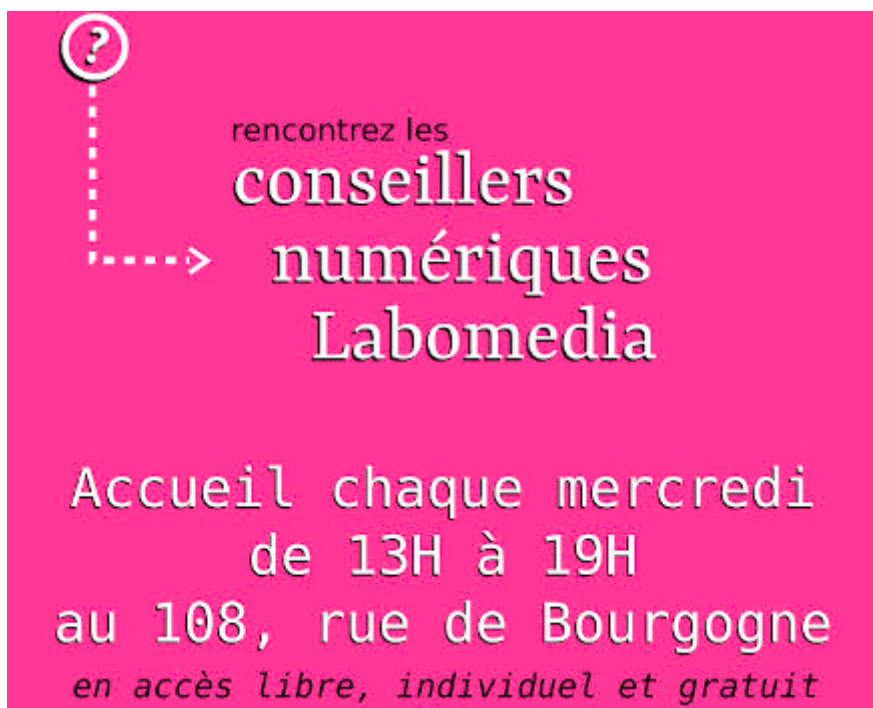 ?
rencontrez les
conseillers
numériques
Labomedia
Accueil chaque mercredi
de 13H à 19H
au 108, rue de Bourgogne
en accès libre, individuel et gratuit